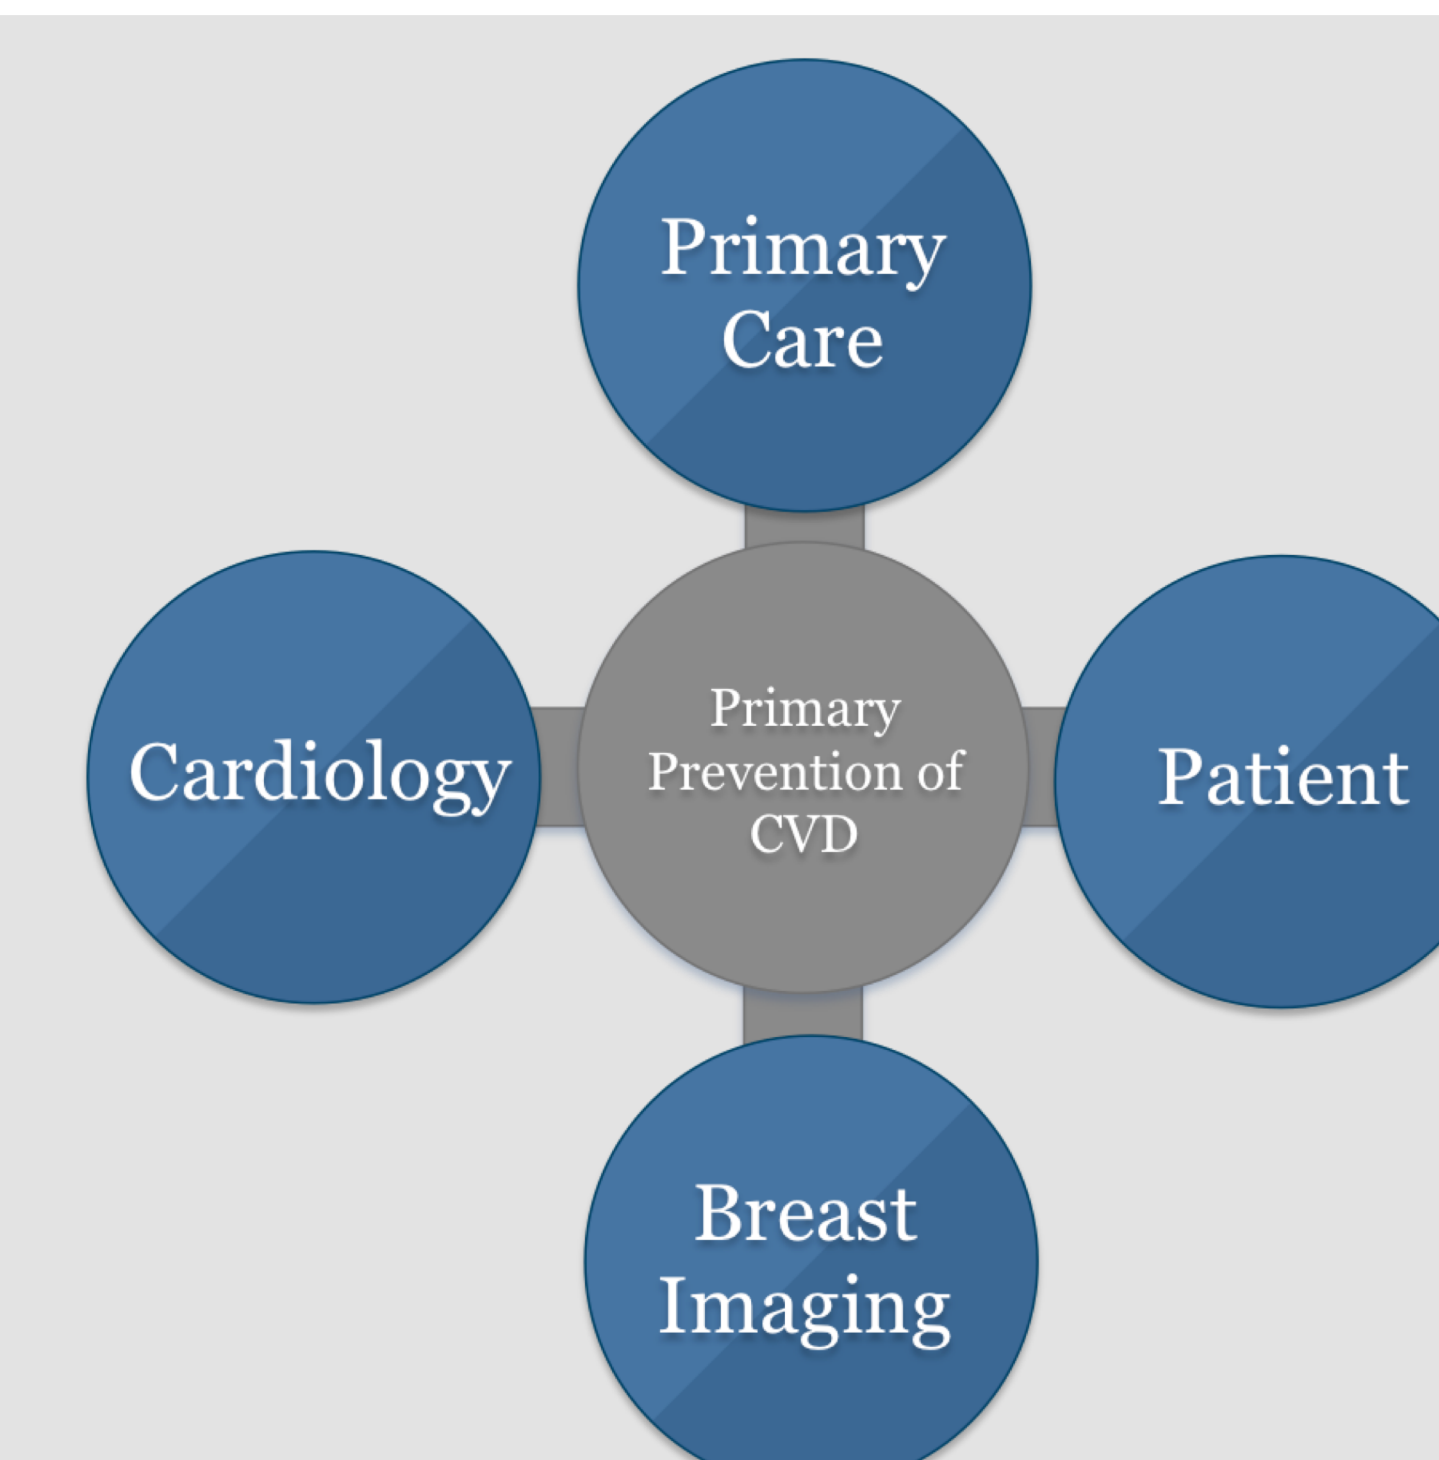 Primary
Care
Cardiology
Primary
Prevention of
CVD
Patient
Breast
Imaging